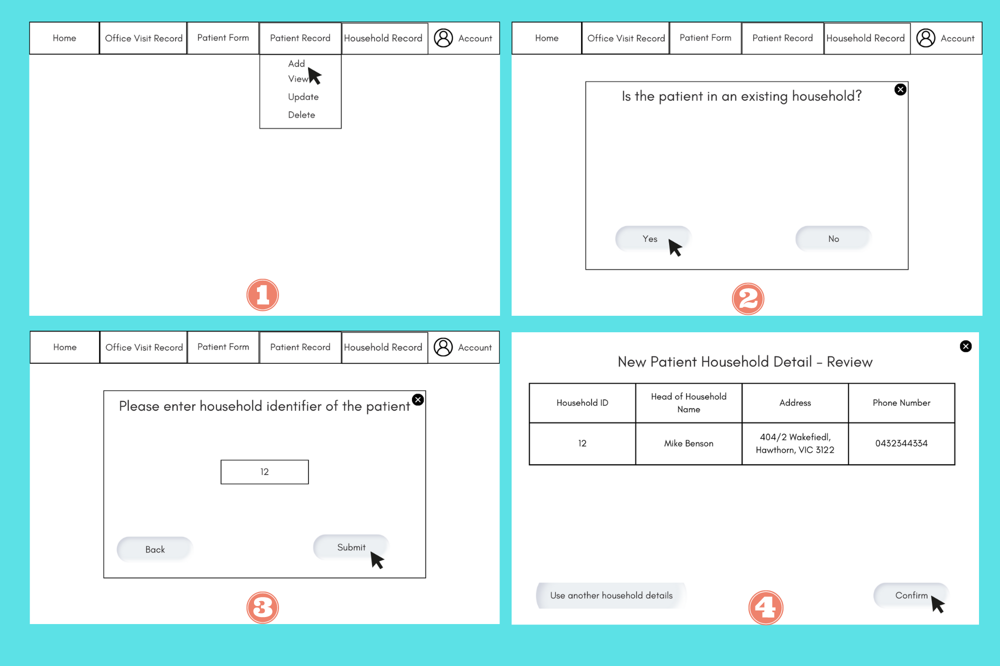 Home
Office Visit Record
Patient Form
Patient Record
Household Record
Account
Add
View
Update
Delete
1
Home
Office Visit Record
Patient Form
Patient Record
Household Record
Account
Is the patient in an existing household?
Yes
No
2
Home
Office Visit Record
Patient Form
Patient Record
Household Record
Account
Please enter household identifier of the patient
12
Back
Submit
3
New Patient Household Detail - Review
Household ID
Head of Household
Name
Address
Phone Number
12
Mike Benson
404/2 Wakefiedl,
Hawthorn, VIC 3122
0432344334
Use another household details
Confirm
4